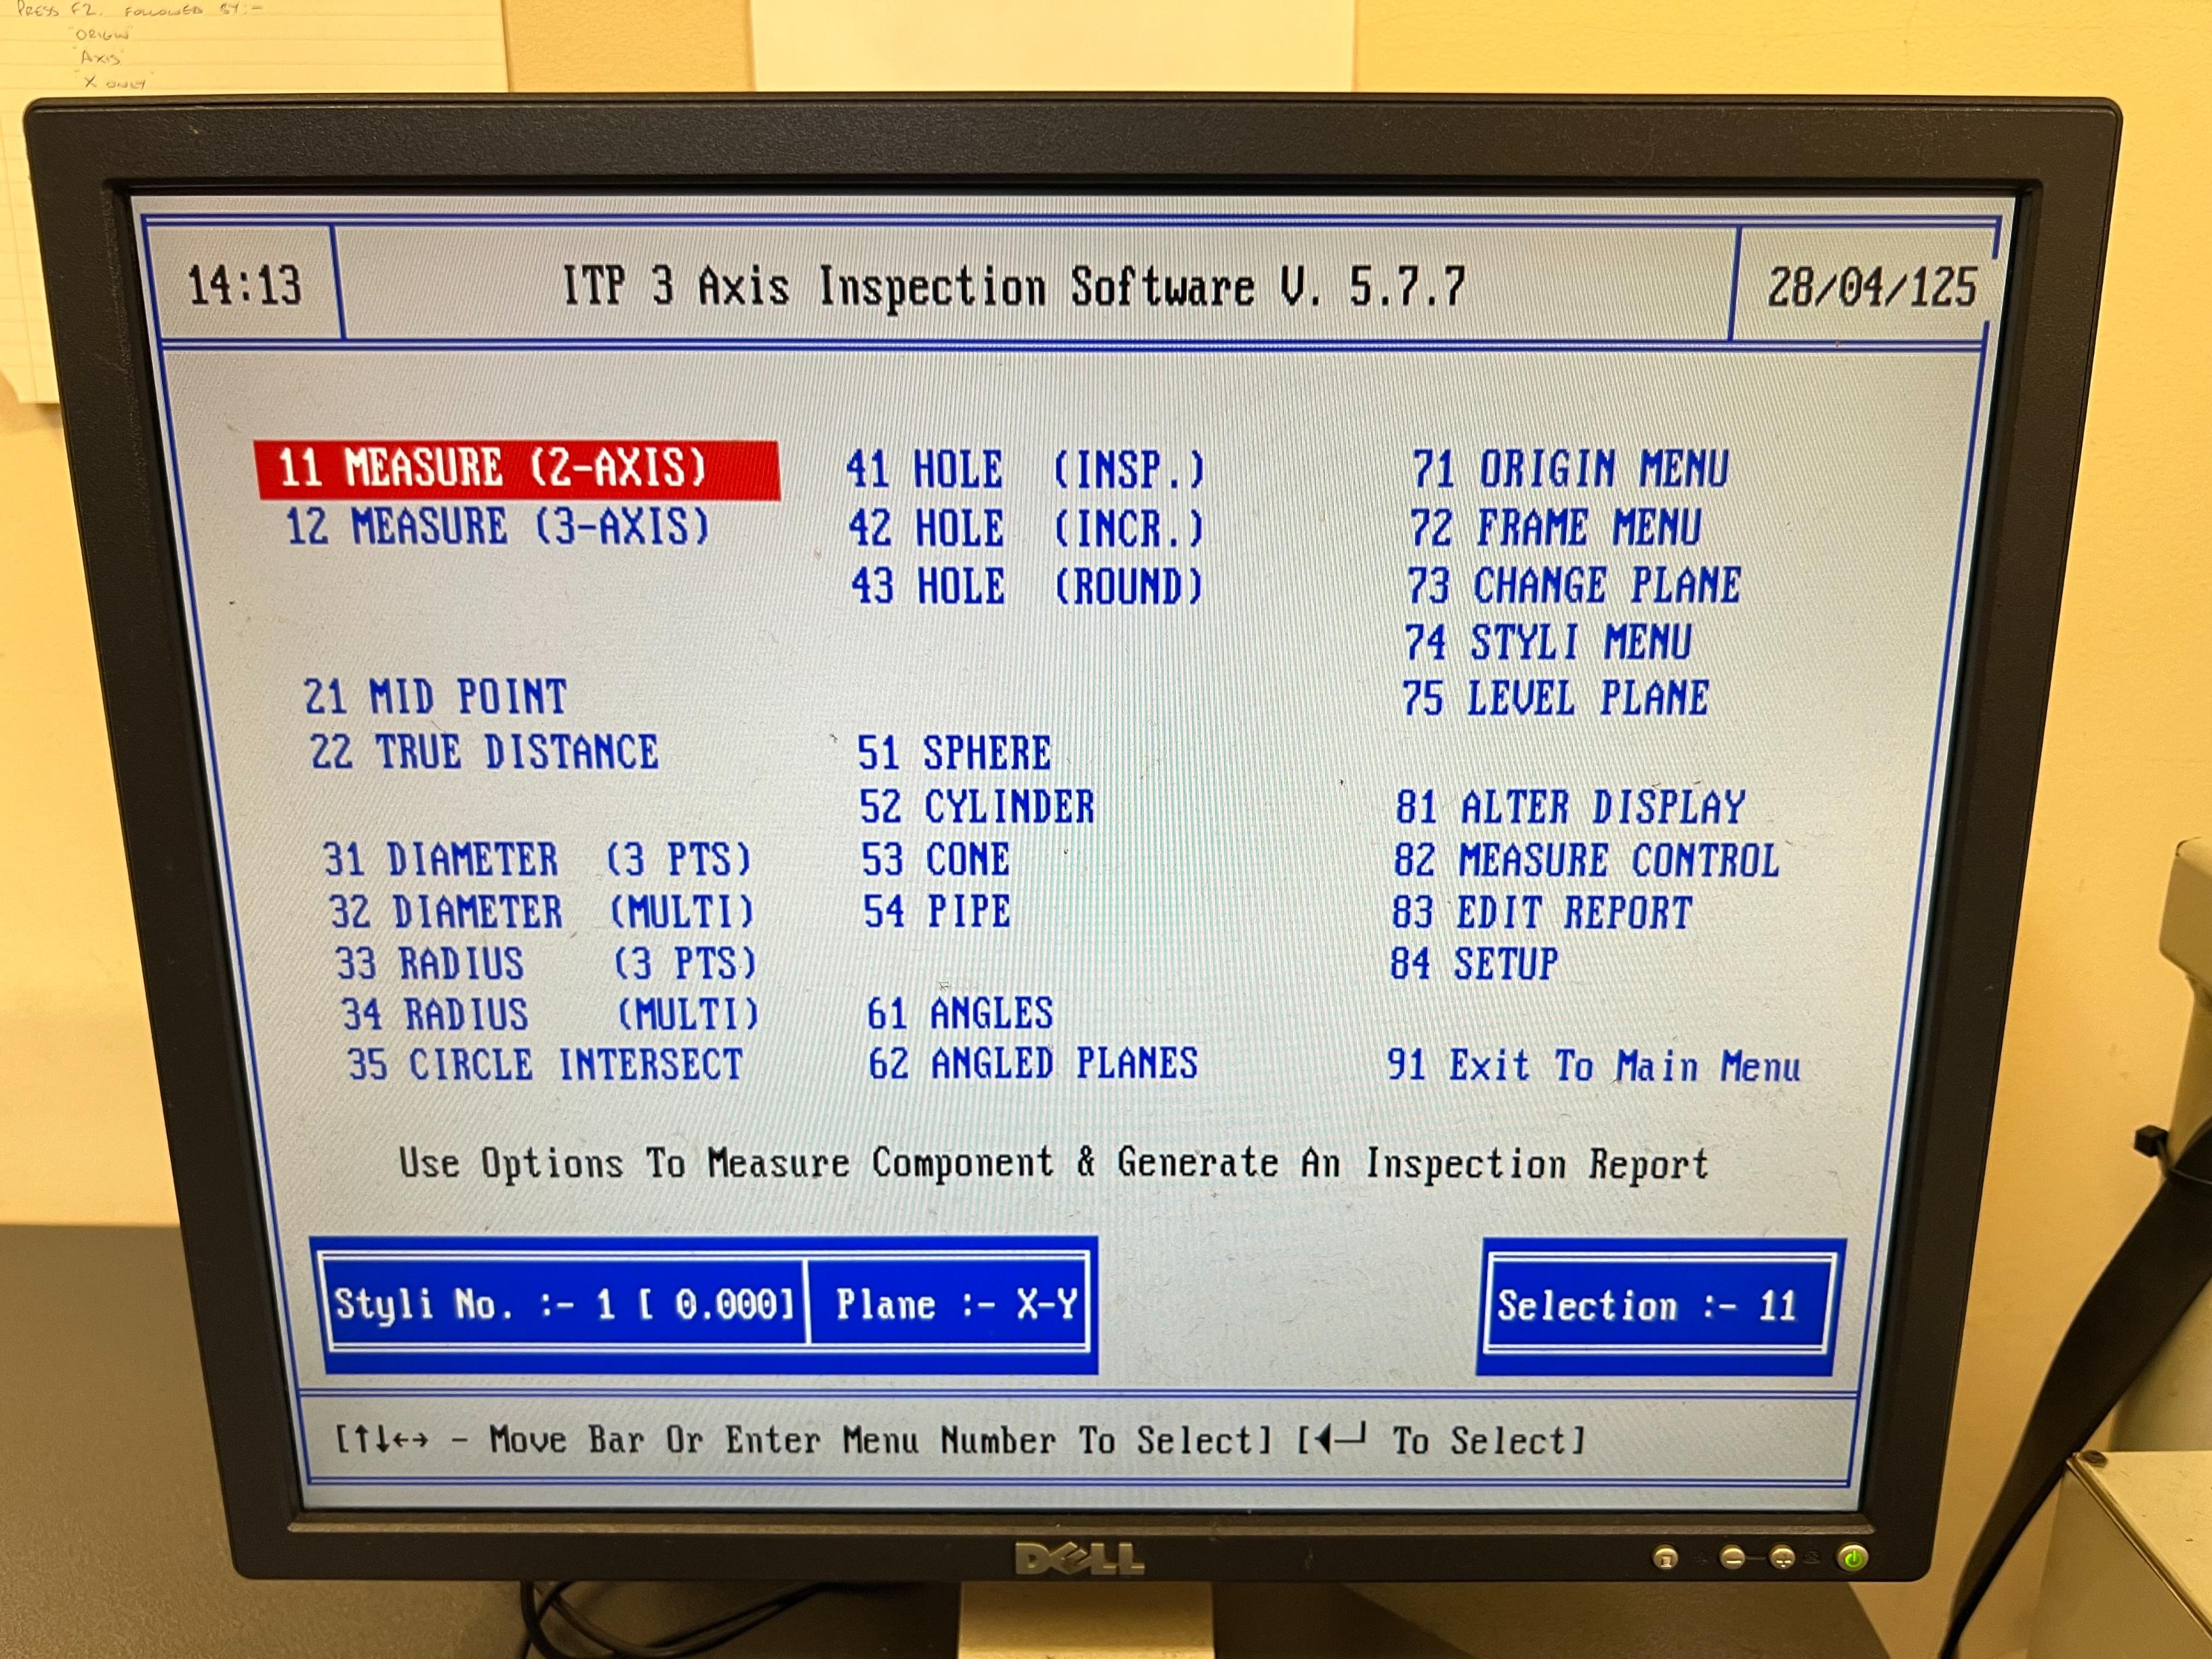 PRESS F2. FOLLOWED BY:-
"ORIGIN"
"AXIS"
"X ONLY"
14:13
ITP 3 Axis Inspection Software V. 5.7.7
28/04/125
11 MEASURE (2-AXIS)
12 MEASURE (3-AXIS)
21 MID POINT
22 TRUE DISTANCE
31 DIAMETER (3 PTS)
32 DIAMETER (MULTI)
33 RADIUS (3 PTS)
34 RADIUS (MULTI)
35 CIRCLE INTERSECT
41 HOLE (INSP.)
42 HOLE (INCR.)
43 HOLE (ROUND)
51 SPHERE
52 CYLINDER
53 CONE
54 PIPE
61 ANGLES
62 ANGLED PLANES
71 ORIGIN MENU
72 FRAME MENU
73 CHANGE PLANE
74 STYLI MENU
75 LEVEL PLANE
81 ALTER DISPLAY
82 MEASURE CONTROL
83 EDIT REPORT
84 SETUP
91 Exit To Main Menu
Use Options To Measure Component & Generate An Inspection Report
Styli No. :- 1 [ 0.000]
Plane :- X-Y
Selection :- 11
[↑↓←→ - Move Bar Or Enter Menu Number To Select] [◄┘ To Select]
DELL